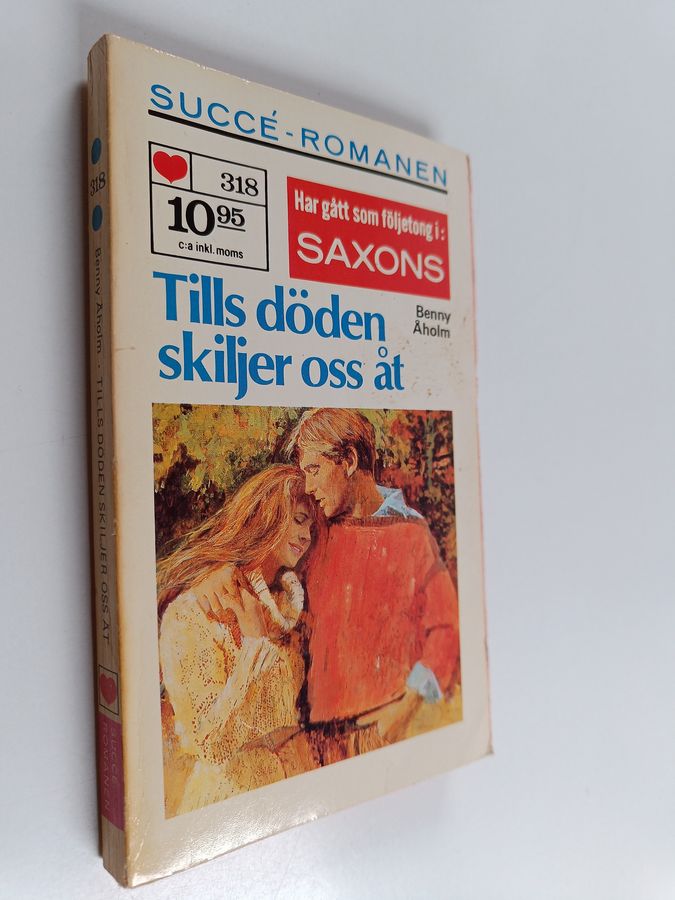 SUCCÉ-ROMANEN
318
10 95
c:a inkl. moms
Har gått som följetong i:
SAXONS
Tills döden
skiljer oss åt
Benny
Åholm
318
Benny Åholm · TILLS DÖDEN SKILJER OSS ÅT
SUCCÉ
ROMANEN